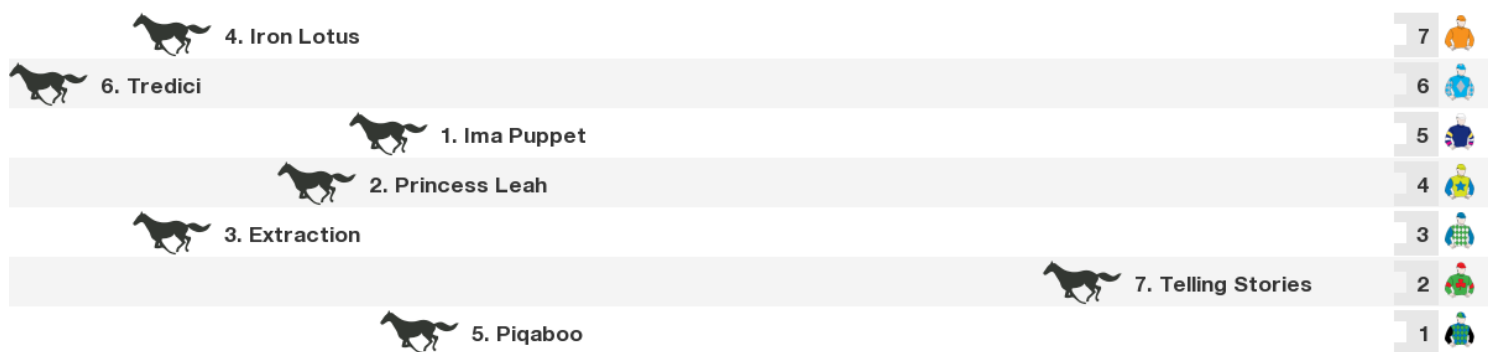 4. Iron Lotus 7
6. Tredici 6
1. Ima Puppet 5
2. Princess Leah 4
3. Extraction 3
7. Telling Stories 2
5. Piqaboo 1